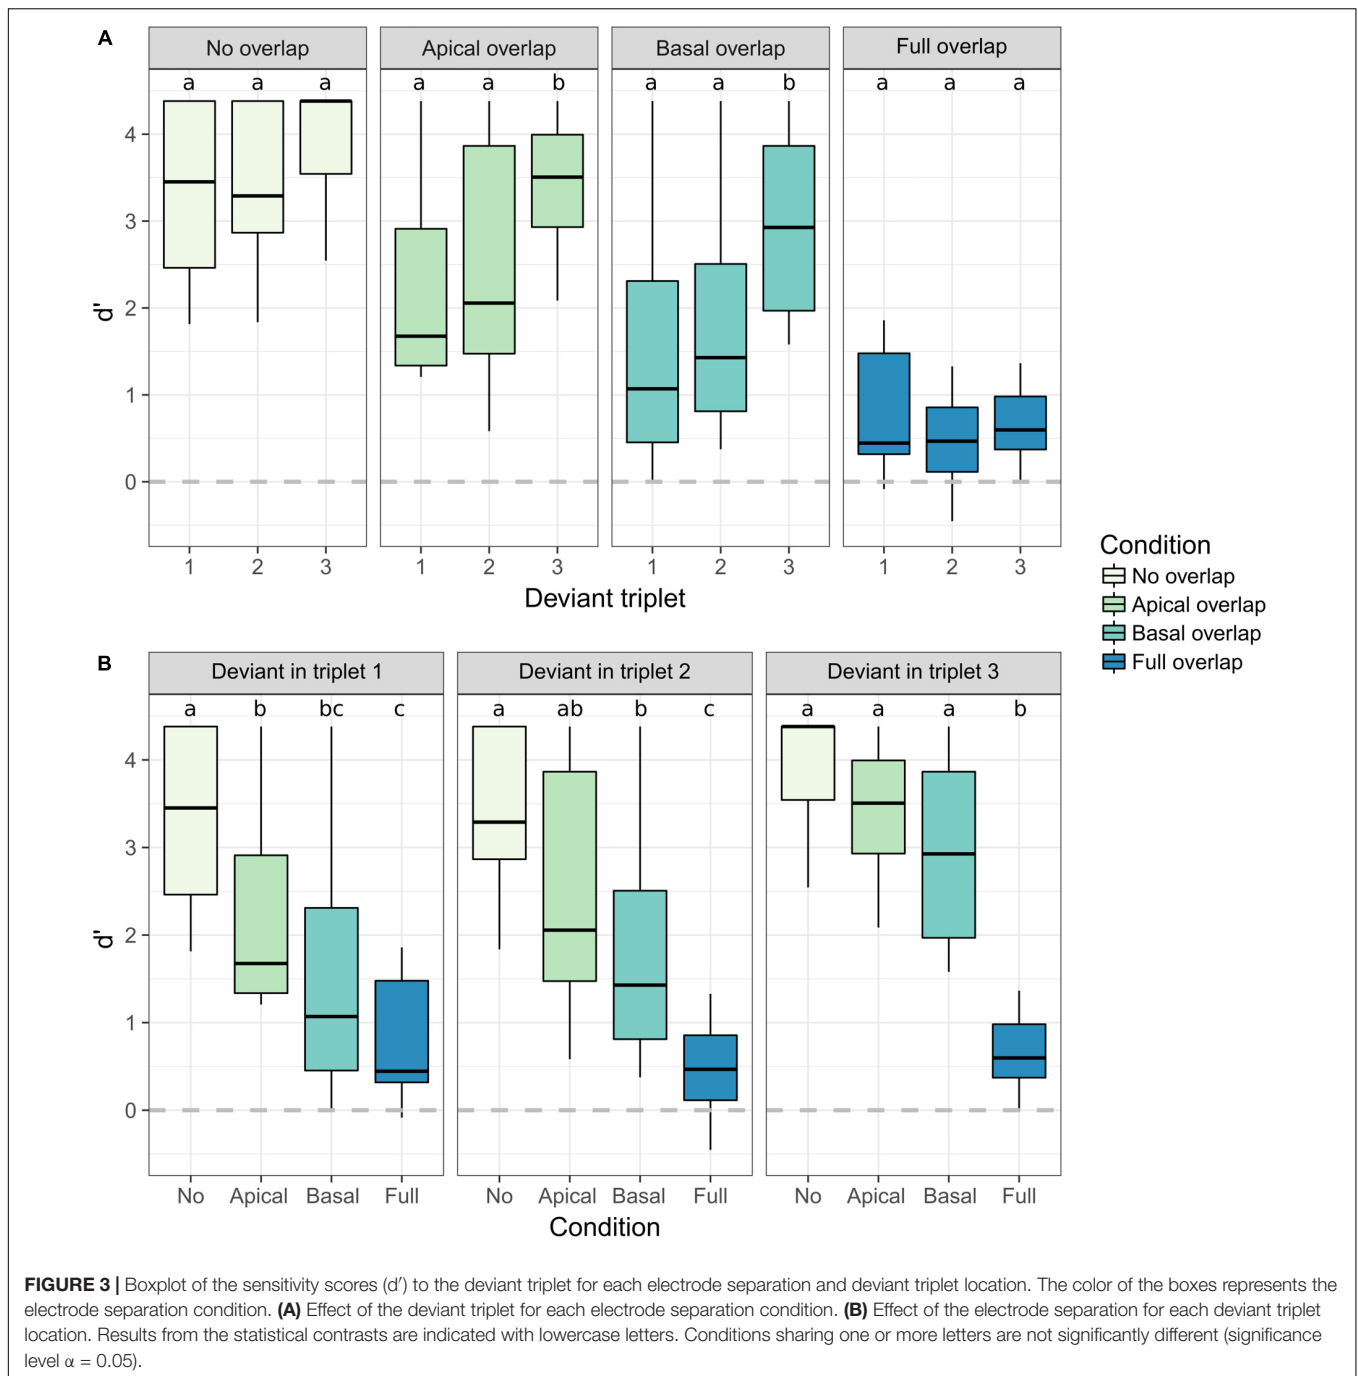 A
No overlap
Apical overlap
Basal overlap
Full overlap
a a a
a a b
a a b
a a a
4
3
2
1
0
d'
1 2 3
1 2 3
1 2 3
1 2 3
Deviant triplet
Condition
No overlap
Apical overlap
Basal overlap
Full overlap
B
Deviant in triplet 1
Deviant in triplet 2
Deviant in triplet 3
a b bc c
a ab b c
a a a b
4
3
2
1
0
d'
No Apical Basal Full
No Apical Basal Full
No Apical Basal Full
Condition
FIGURE 3 | Boxplot of the sensitivity scores (d′) to the deviant triplet for each electrode separation and deviant triplet location. The color of the boxes represents the
electrode separation condition. (A) Effect of the deviant triplet for each electrode separation condition. (B) Effect of the electrode separation for each deviant triplet
location. Results from the statistical contrasts are indicated with lowercase letters. Conditions sharing one or more letters are not significantly different (significance
level α = 0.05).